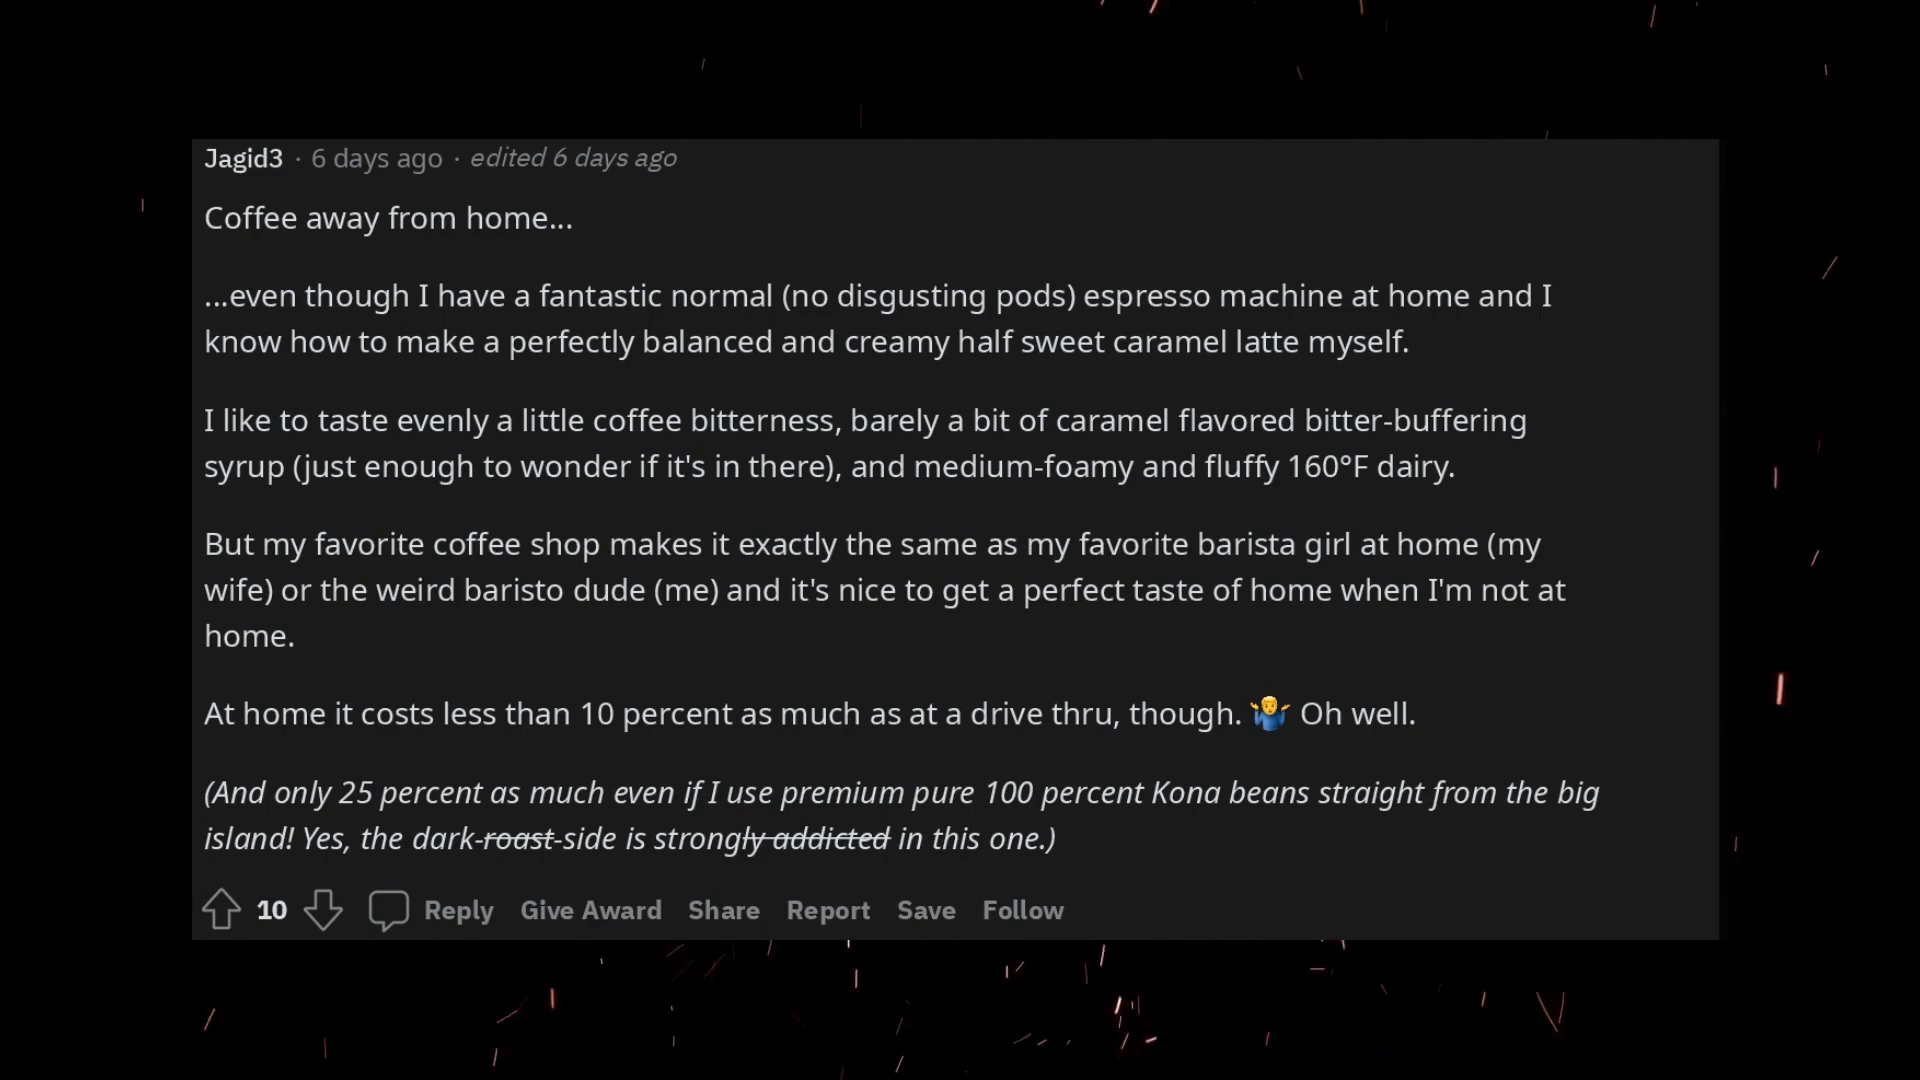 Jagid3 · 6 days ago · edited 6 days ago
Coffee away from home...
...even though I have a fantastic normal (no disgusting pods) espresso machine at home and I
know how to make a perfectly balanced and creamy half sweet caramel latte myself.
I like to taste evenly a little coffee bitterness, barely a bit of caramel flavored bitter-buffering
syrup (just enough to wonder if it's in there), and medium-foamy and fluffy 160°F dairy.
But my favorite coffee shop makes it exactly the same as my favorite barista girl at home (my
wife) or the weird baristo dude (me) and it's nice to get a perfect taste of home when I'm not at
home.
At home it costs less than 10 percent as much as at a drive thru, though. 🤷‍♂️ Oh well.
(And only 25 percent as much even if I use premium pure 100 percent Kona beans straight from the big
island! Yes, the dark-roast-side is strongly addicted in this one.)
10 Reply Give Award Share Report Save Follow